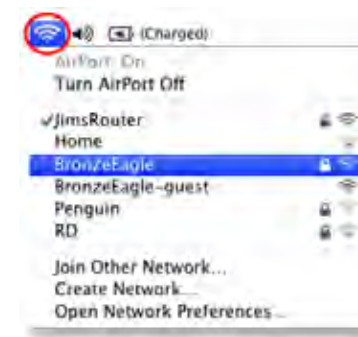 (Charged)
AirPort: On
Turn AirPort Off
✓JimsRouter
Home
BronzeEagle
BronzeEagle-guest
Penguin
RD
Join Other Network...
Create Network...
Open Network Preferences...